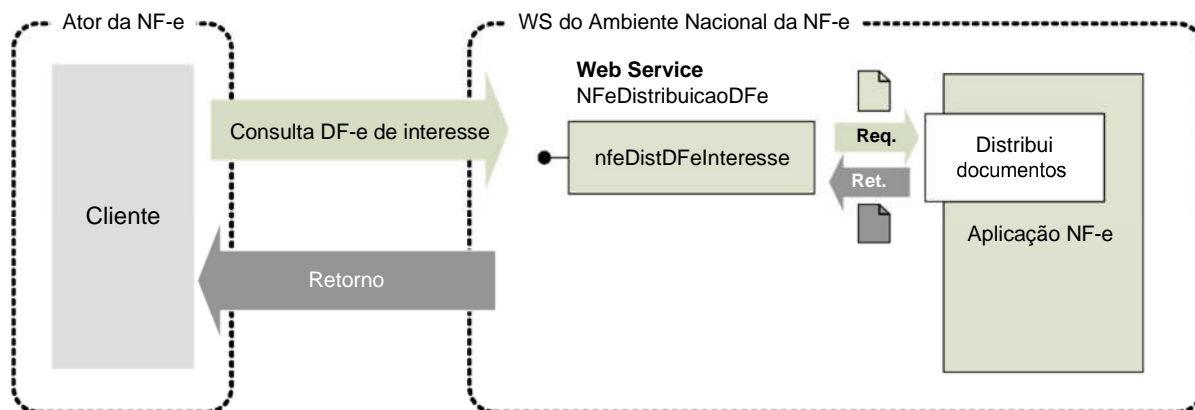 Ator da NF-e
WS do Ambiente Nacional da NF-e
Web Service
NFeDistribuicaoDFe
Consulta DF-e de interesse
nfeDistDFeInteresse
Req.
Ret.
Distribui
documentos
Cliente
Aplicação NF-e
Retorno